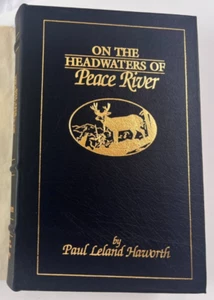 ON THE
HEADWATERS OF
Peace River
by
Paul Leland Haworth